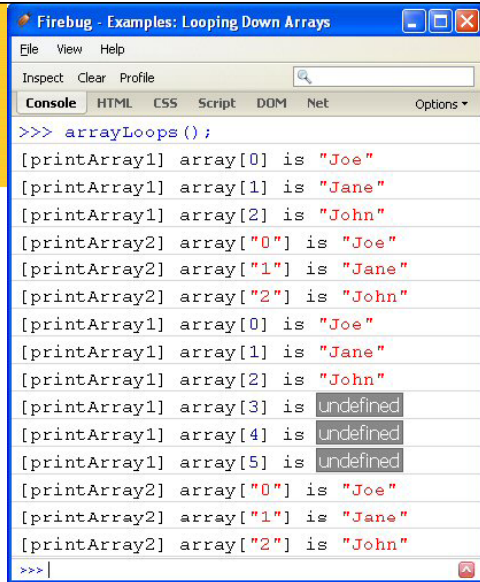 Firebug - Examples: Looping Down Arrays
File View Help
Inspect Clear Profile
Console HTML CSS Script DOM Net Options
>>> arrayLoops();
[printArray1] array[0] is "Joe"
[printArray1] array[1] is "Jane"
[printArray1] array[2] is "John"
[printArray2] array["0"] is "Joe"
[printArray2] array["1"] is "Jane"
[printArray2] array["2"] is "John"
[printArray1] array[0] is "Joe"
[printArray1] array[1] is "Jane"
[printArray1] array[2] is "John"
[printArray1] array[3] is undefined
[printArray1] array[4] is undefined
[printArray1] array[5] is undefined
[printArray2] array["0"] is "Joe"
[printArray2] array["1"] is "Jane"
[printArray2] array["2"] is "John"
>>>